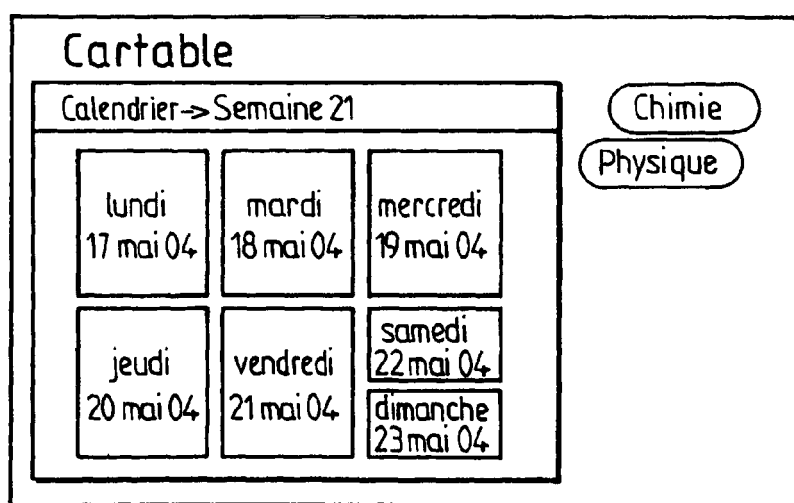 Cartable
Calendrier->Semaine 21
Chimie
Physique
lundi
17 mai 04
mardi
18 mai 04
mercredi
19 mai 04
jeudi
20 mai 04
vendredi
21 mai 04
samedi
22 mai 04
dimanche
23 mai 04